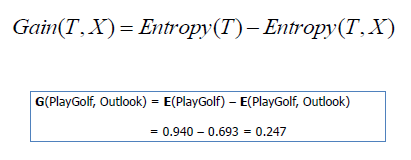 Gain(T, X) = Entropy(T) – Entropy(T, X)
G(PlayGolf, Outlook) = E(PlayGolf) – E(PlayGolf, Outlook)
= 0.940 – 0.693 = 0.247